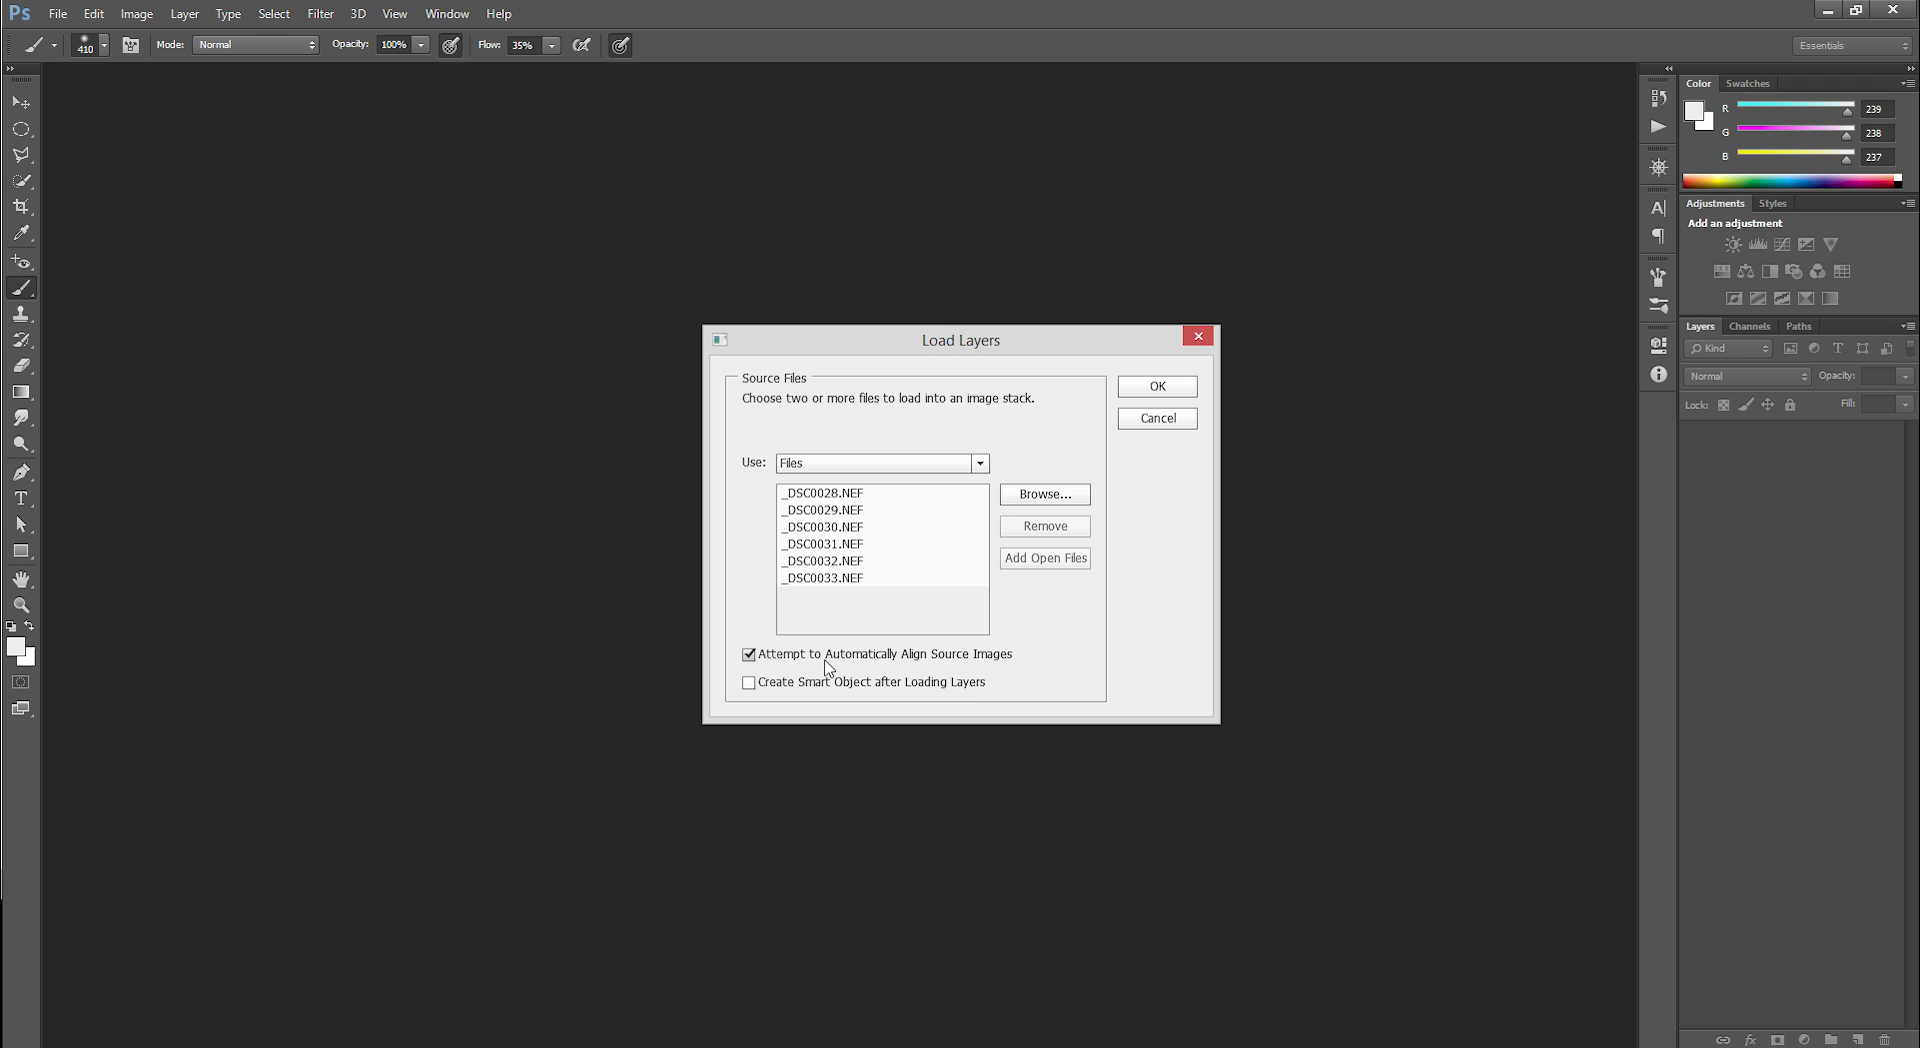 Ps File Edit Image Layer Type Select Filter 3D View Window Help
410 Mode: Normal Opacity: 100% Flow: 35% Essentials
Color Swatches
R 239
G 238
B 237
Adjustments Styles
Add an adjustment
Layers Channels Paths
Kind
Normal Opacity:
Lock: Fill:
Load Layers
Source Files
Choose two or more files to load into an image stack.
OK
Cancel
Use: Files
_DSC0028.NEF
_DSC0029.NEF
_DSC0030.NEF
_DSC0031.NEF
_DSC0032.NEF
_DSC0033.NEF
Browse...
Remove
Add Open Files
Attempt to Automatically Align Source Images
Create Smart Object after Loading Layers